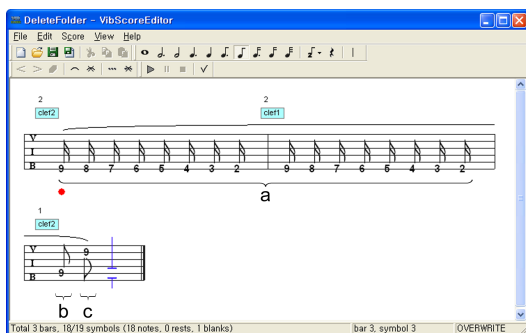 DeleteFolder - VibScoreEditor
File Edit Score View Help
2 2
clef2 clef1
V
I
B
9 8 7 6 5 4 3 2 9 8 7 6 5 4 3 2
a
1
clef2
V
I
B
9 9
b c
Total 3 bars, 18/19 symbols (18 notes, 0 rests, 1 blanks) bar 3, symbol 3 OVERWRITE